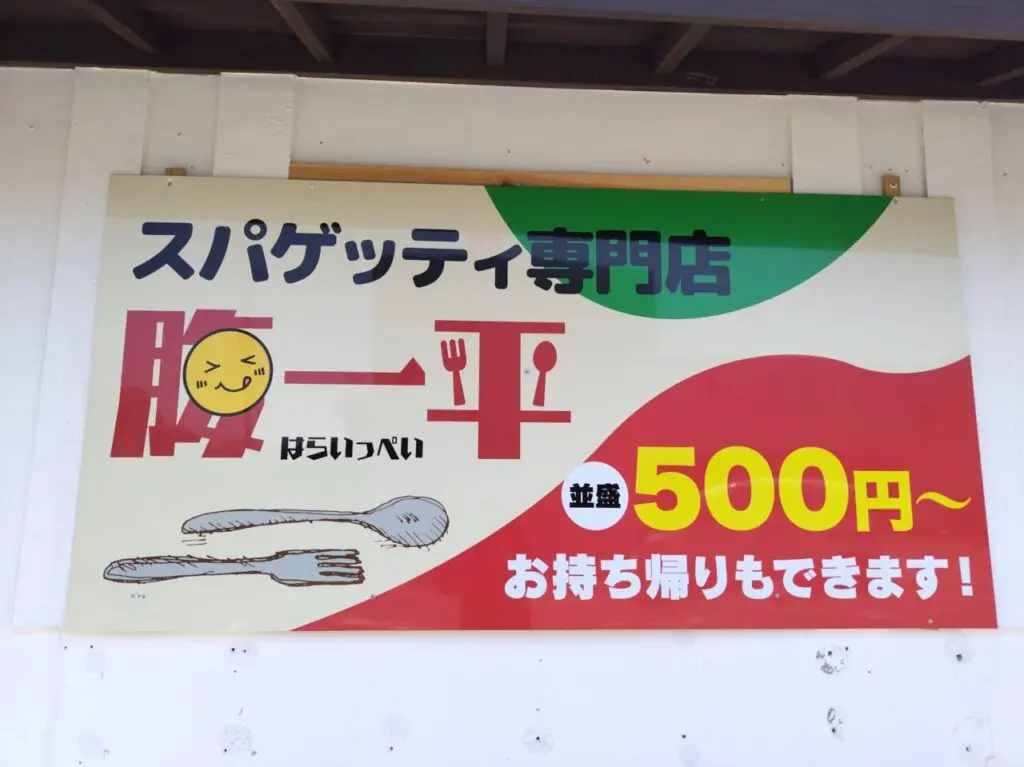 スパゲッティ専門店
腹一平
はらいっぺい
並盛500円～
お持ち帰りもできます!